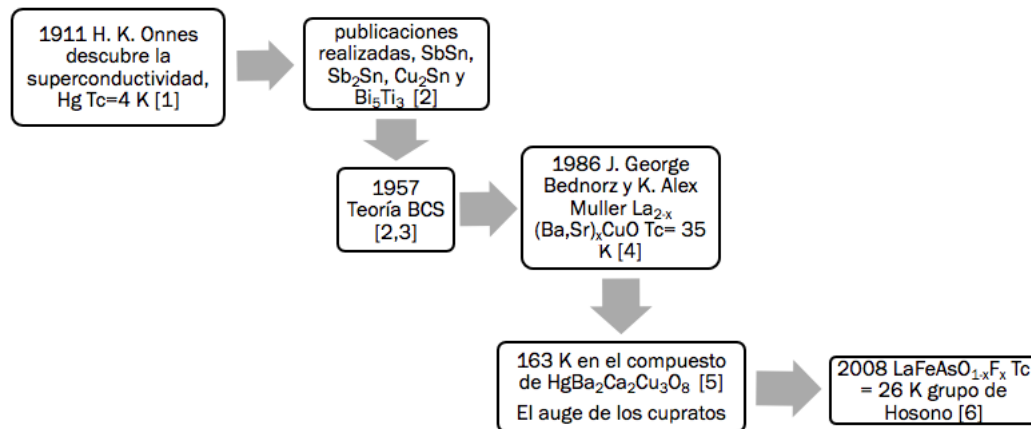 1911 H. K. Onnes
descubre la
superconductividad,
Hg Tc=4 K [1]
publicaciones
realizadas, SbSn,
Sb₂Sn, Cu₂Sn y
Bi₅Ti₃ [2]
1957
Teoría BCS
[2,3]
1986 J. George
Bednorz y K. Alex
Muller La₂₋ₓ
(Ba,Sr)ₓCuO Tc= 35
K [4]
163 K en el compuesto
de HgBa₂Ca₂Cu₃O₈ [5]
El auge de los cupratos
2008 LaFeAsO₁₋ₓFₓ Tc
= 26 K grupo de
Hosono [6]